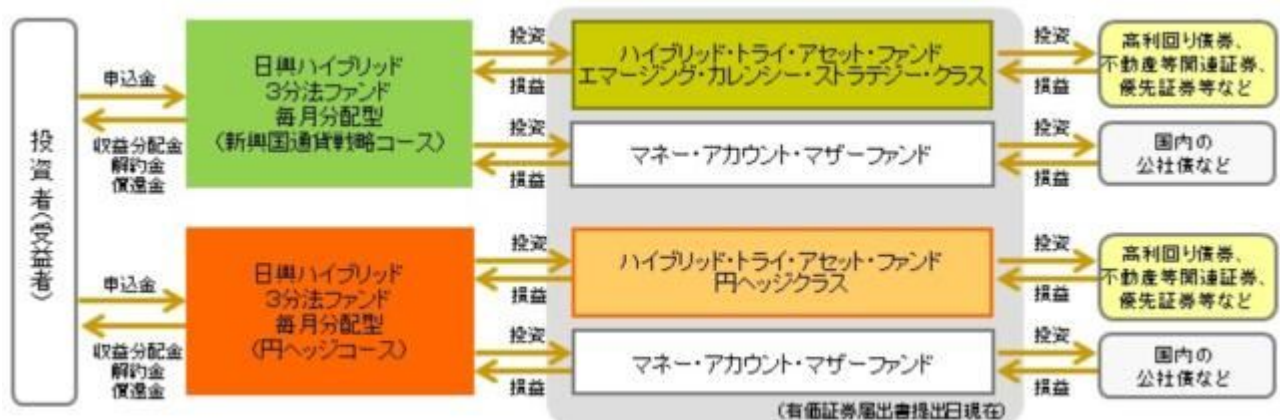 投資者(受益者)
申込金
収益分配金
解約金
償還金
日興ハイブリッド
3分法ファンド
毎月分配型
(新興国通貨戦略コース)
投資
損益
ハイブリッド・トライ・アセット・ファンド
エマージング・カレンシー・ストラテジー・クラス
投資
損益
高利回り債券、
不動産等関連証券、
優先証券等など
投資
損益
マネー・アカウント・マザーファンド
投資
損益
国内の
公社債など
申込金
収益分配金
解約金
償還金
日興ハイブリッド
3分法ファンド
毎月分配型
(円ヘッジコース)
投資
損益
ハイブリッド・トライ・アセット・ファンド
円ヘッジクラス
投資
損益
高利回り債券、
不動産等関連証券、
優先証券等など
投資
損益
マネー・アカウント・マザーファンド
投資
損益
国内の
公社債など
(有価証券届出書提出日現在)